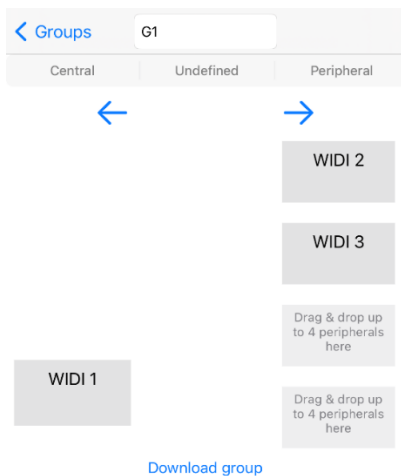 Groups
G1
Central
Undefined
Peripheral
WIDI 2
WIDI 3
Drag & drop up
to 4 peripherals
here
WIDI 1
Drag & drop up
to 4 peripherals
here
Download group